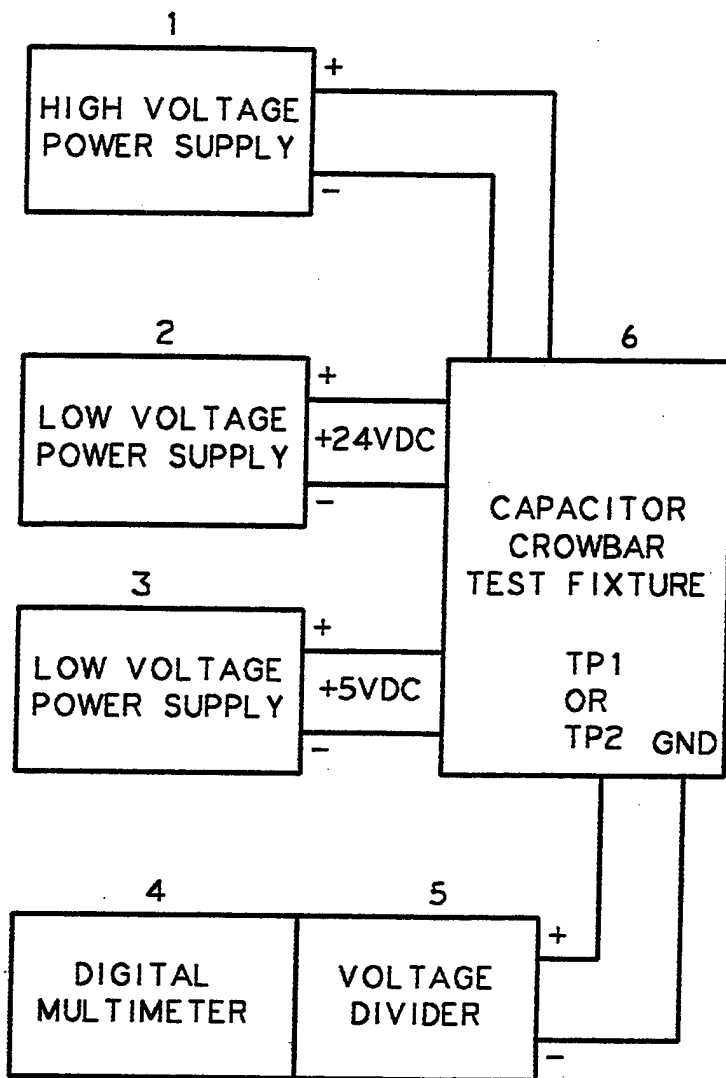 1
+
HIGH VOLTAGE
POWER SUPPLY
-
2
+
LOW VOLTAGE
POWER SUPPLY
+24VDC
-
3
+
LOW VOLTAGE
POWER SUPPLY
+5VDC
-
6
CAPACITOR
CROWBAR
TEST FIXTURE
TP1
OR
TP2 GND
4
DIGITAL
MULTIMETER
5
VOLTAGE
DIVIDER
+
-